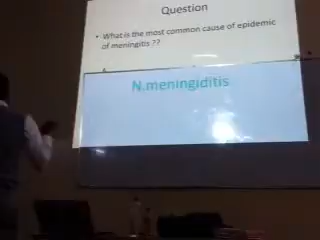 Question
• What is the most common cause of epidemic
of meningitis ??
N.meningiditis